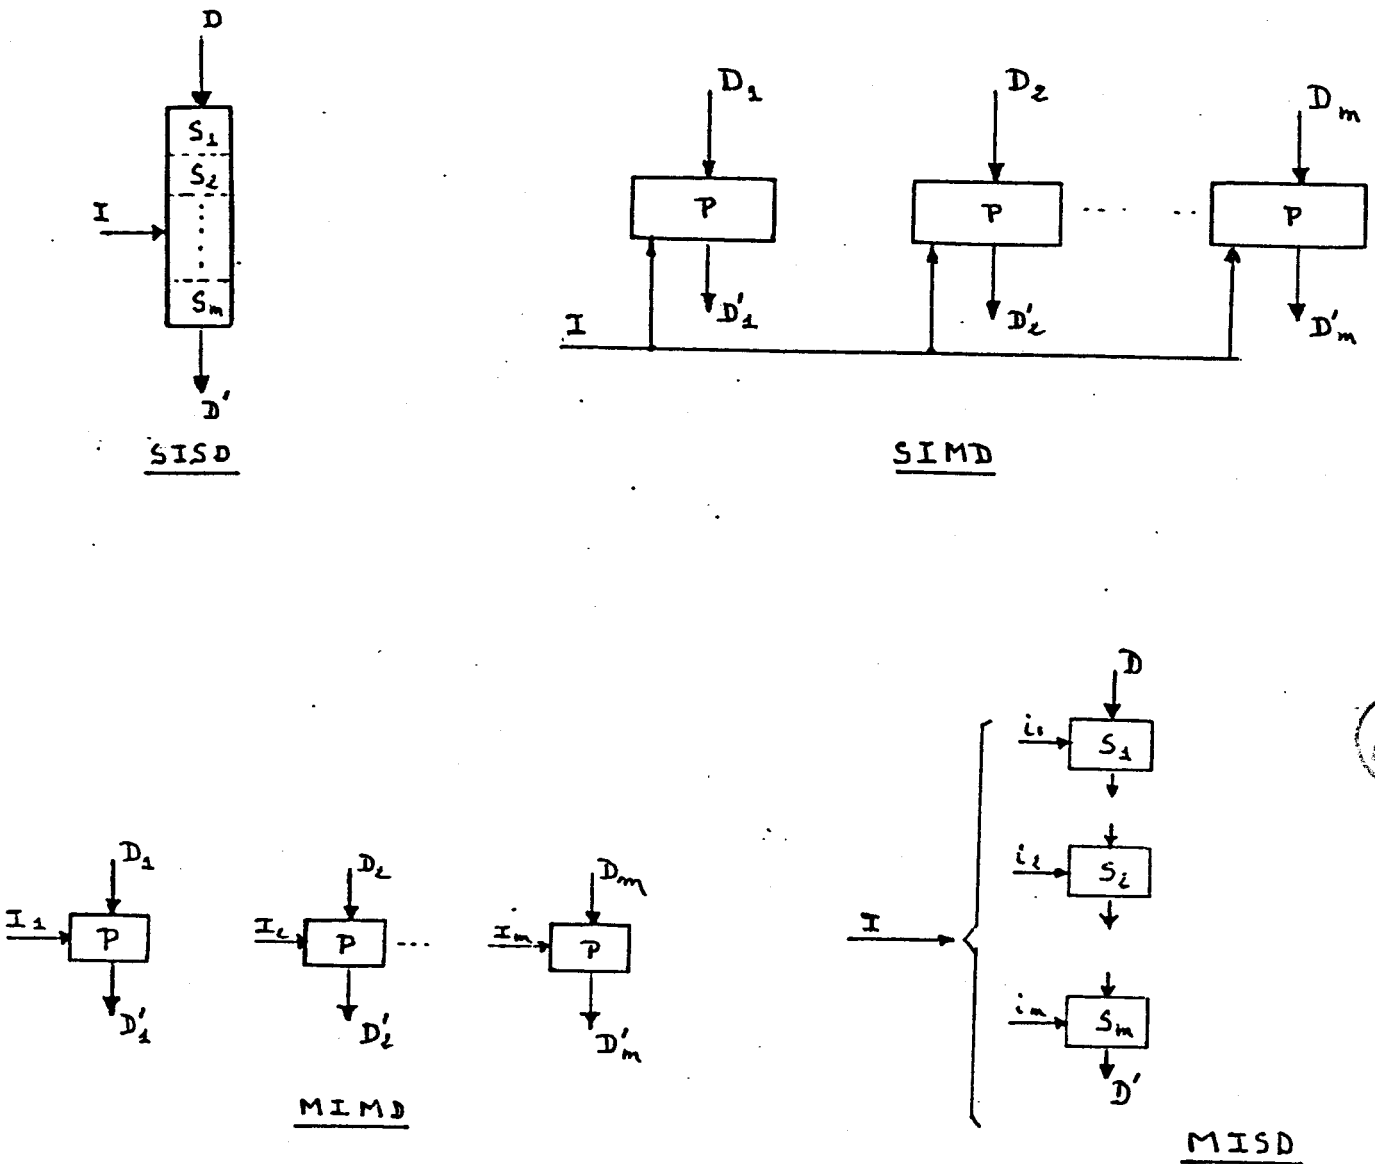 D
S1
S2
I
Sm
D'
SISD
D1 D2 Dm
P P P
D'1 D'2 D'm
I
SIMD
D1 D2 Dm
I1 P I2 P Im P
D'1 D'2 D'm
MIMD
D
i1 S1
i2 S2
I
im Sm
D'
MISD